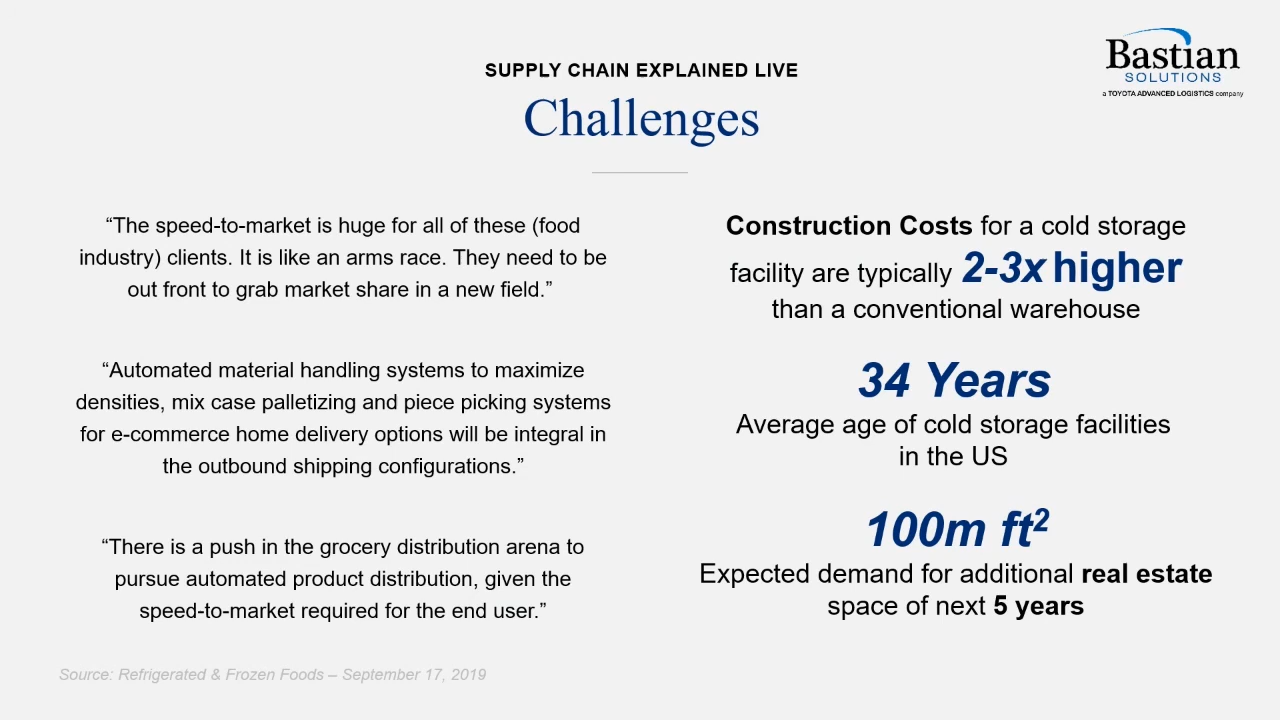 Bastian
SOLUTIONS
a TOYOTA ADVANCED LOGISTICS company
SUPPLY CHAIN EXPLAINED LIVE
Challenges
“The speed-to-market is huge for all of these (food
industry) clients. It is like an arms race. They need to be
out front to grab market share in a new field.”
“Automated material handling systems to maximize
densities, mix case palletizing and piece picking systems
for e-commerce home delivery options will be integral in
the outbound shipping configurations.”
“There is a push in the grocery distribution arena to
pursue automated product distribution, given the
speed-to-market required for the end user.”
Construction Costs for a cold storage
facility are typically 2-3x higher
than a conventional warehouse
34 Years
Average age of cold storage facilities
in the US
100m ft²
Expected demand for additional real estate
space of next 5 years
Source: Refrigerated & Frozen Foods – September 17, 2019